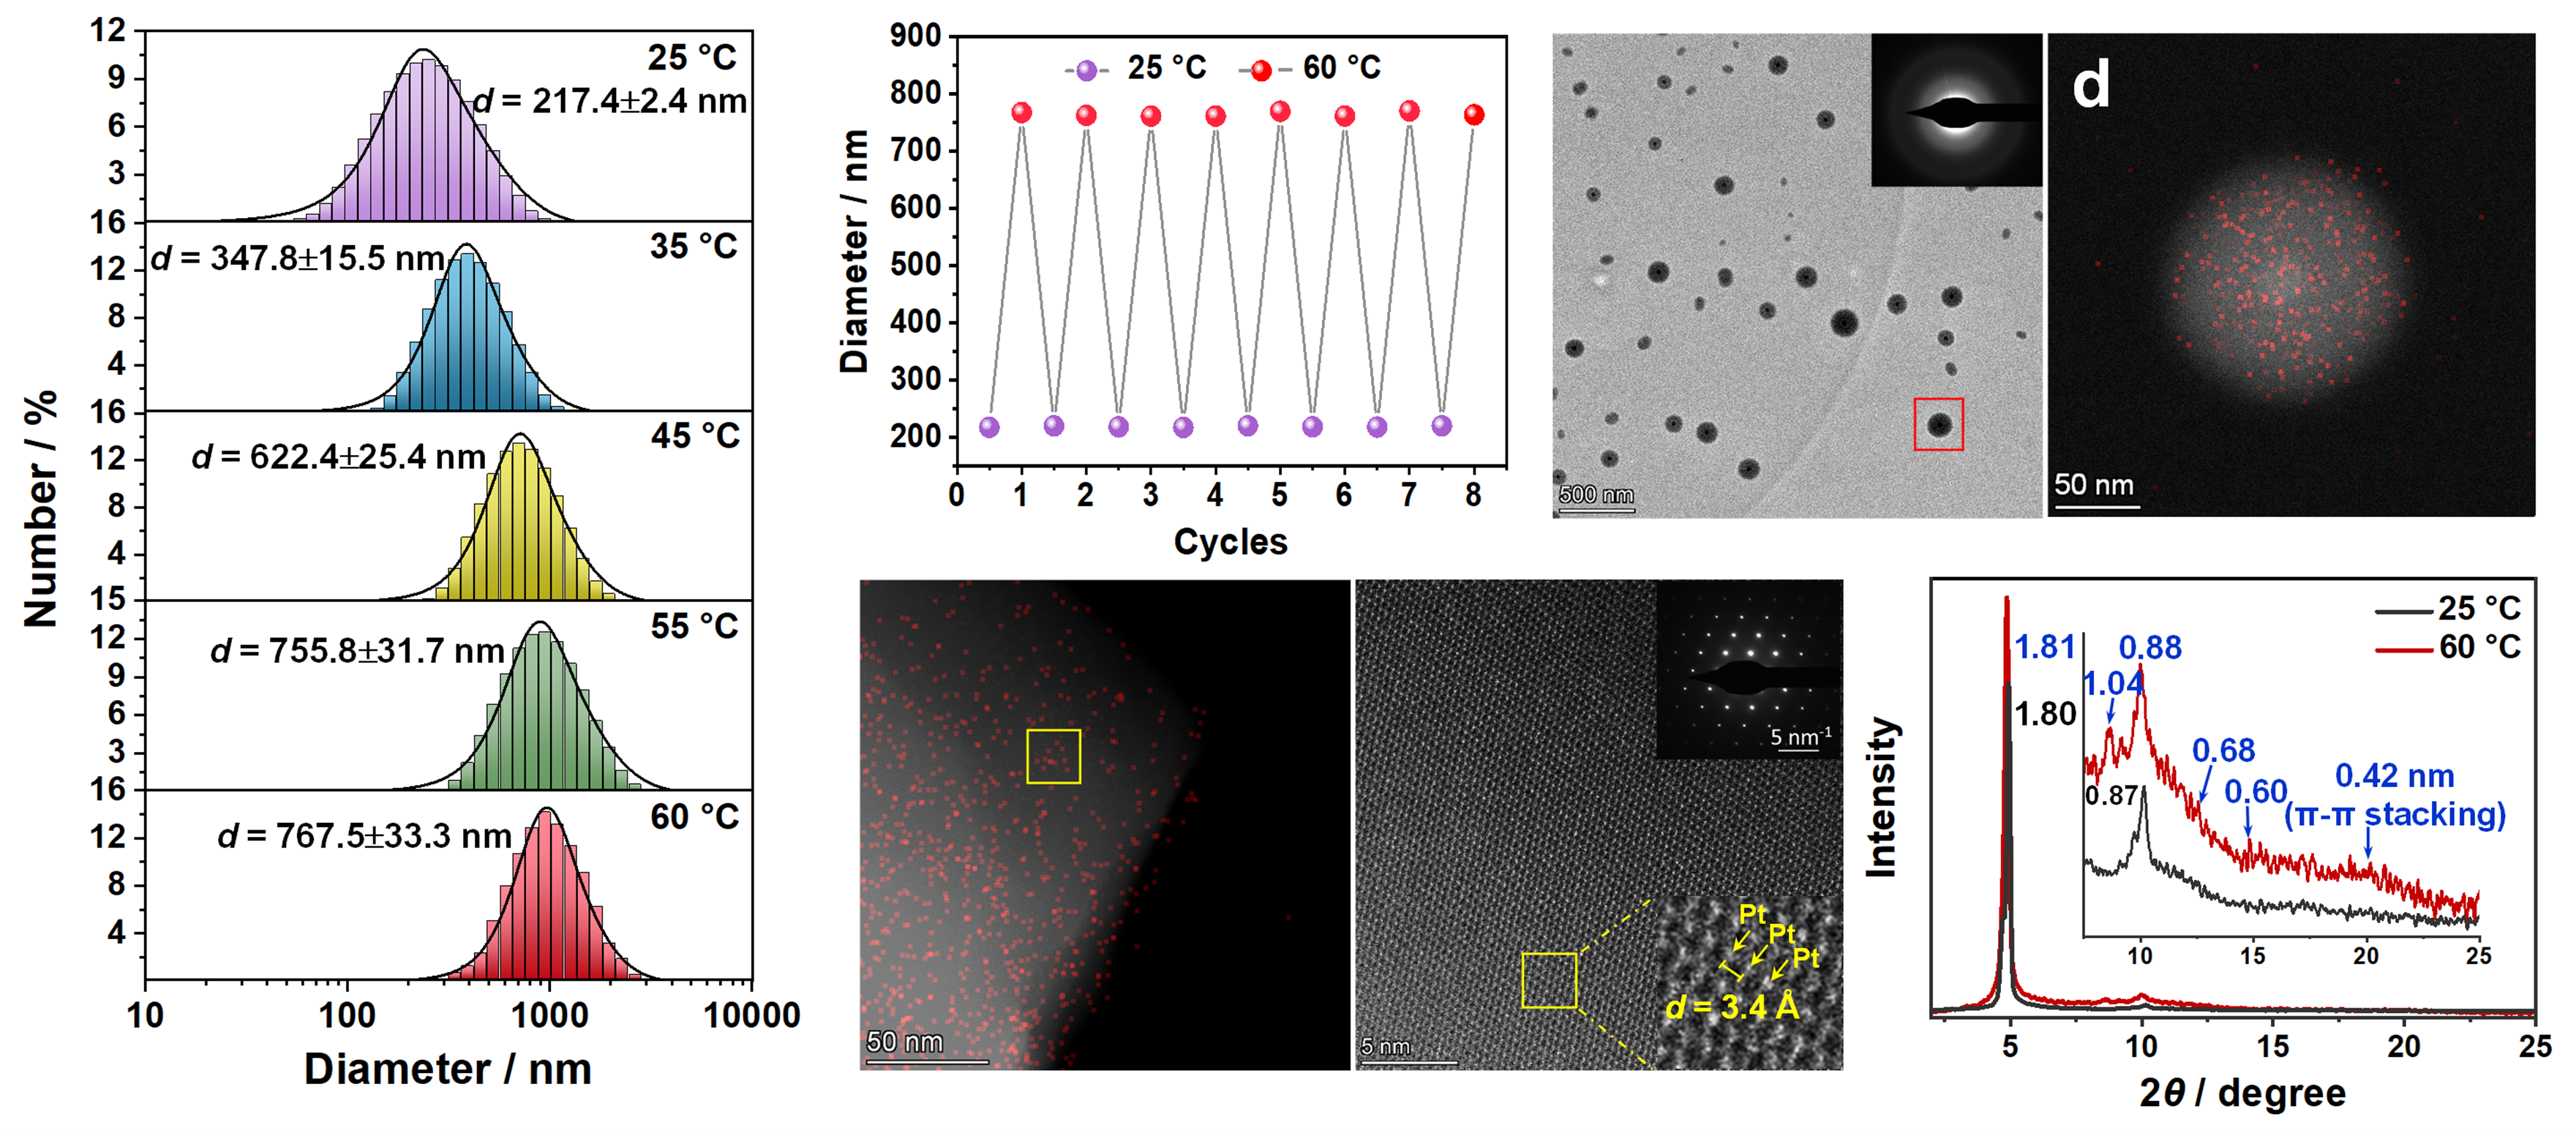 Number / %
12
9
6
3
25 °C
d = 217.4±2.4 nm
16
12
8
4
35 °C
d = 347.8±15.5 nm
16
12
8
4
45 °C
d = 622.4±25.4 nm
15
12
9
6
3
55 °C
d = 755.8±31.7 nm
16
12
8
4
60 °C
d = 767.5±33.3 nm
10
100
1000
10000
Diameter / nm
900
800
700
600
500
400
300
200
Diameter / nm
25 °C
60 °C
0 1 2 3 4 5 6 7 8
Cycles
500 nm
d
50 nm
50 nm
5 nm⁻¹
Pt
Pt
Pt
d = 3.4 Å
5 nm
Intensity
25 °C
60 °C
1.81
1.80
0.88
1.04
0.87
0.68
0.60
0.42 nm
(π-π stacking)
10 15 20 25
5 10 15 20 25
2θ / degree